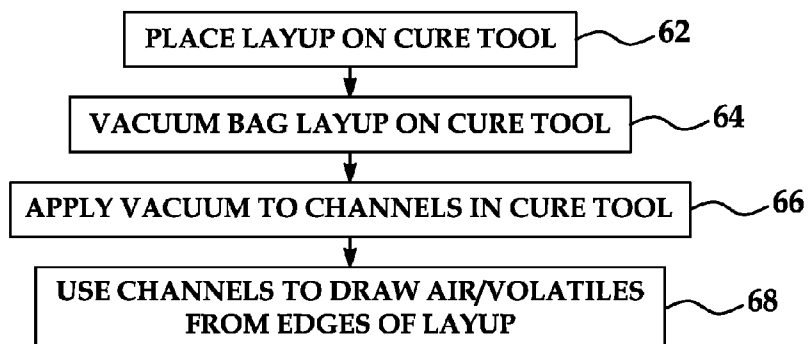 PLACE LAYUP ON CURE TOOL
62
VACUUM BAG LAYUP ON CURE TOOL
64
APPLY VACUUM TO CHANNELS IN CURE TOOL
66
USE CHANNELS TO DRAW AIR/VOLATILES
FROM EDGES OF LAYUP
68